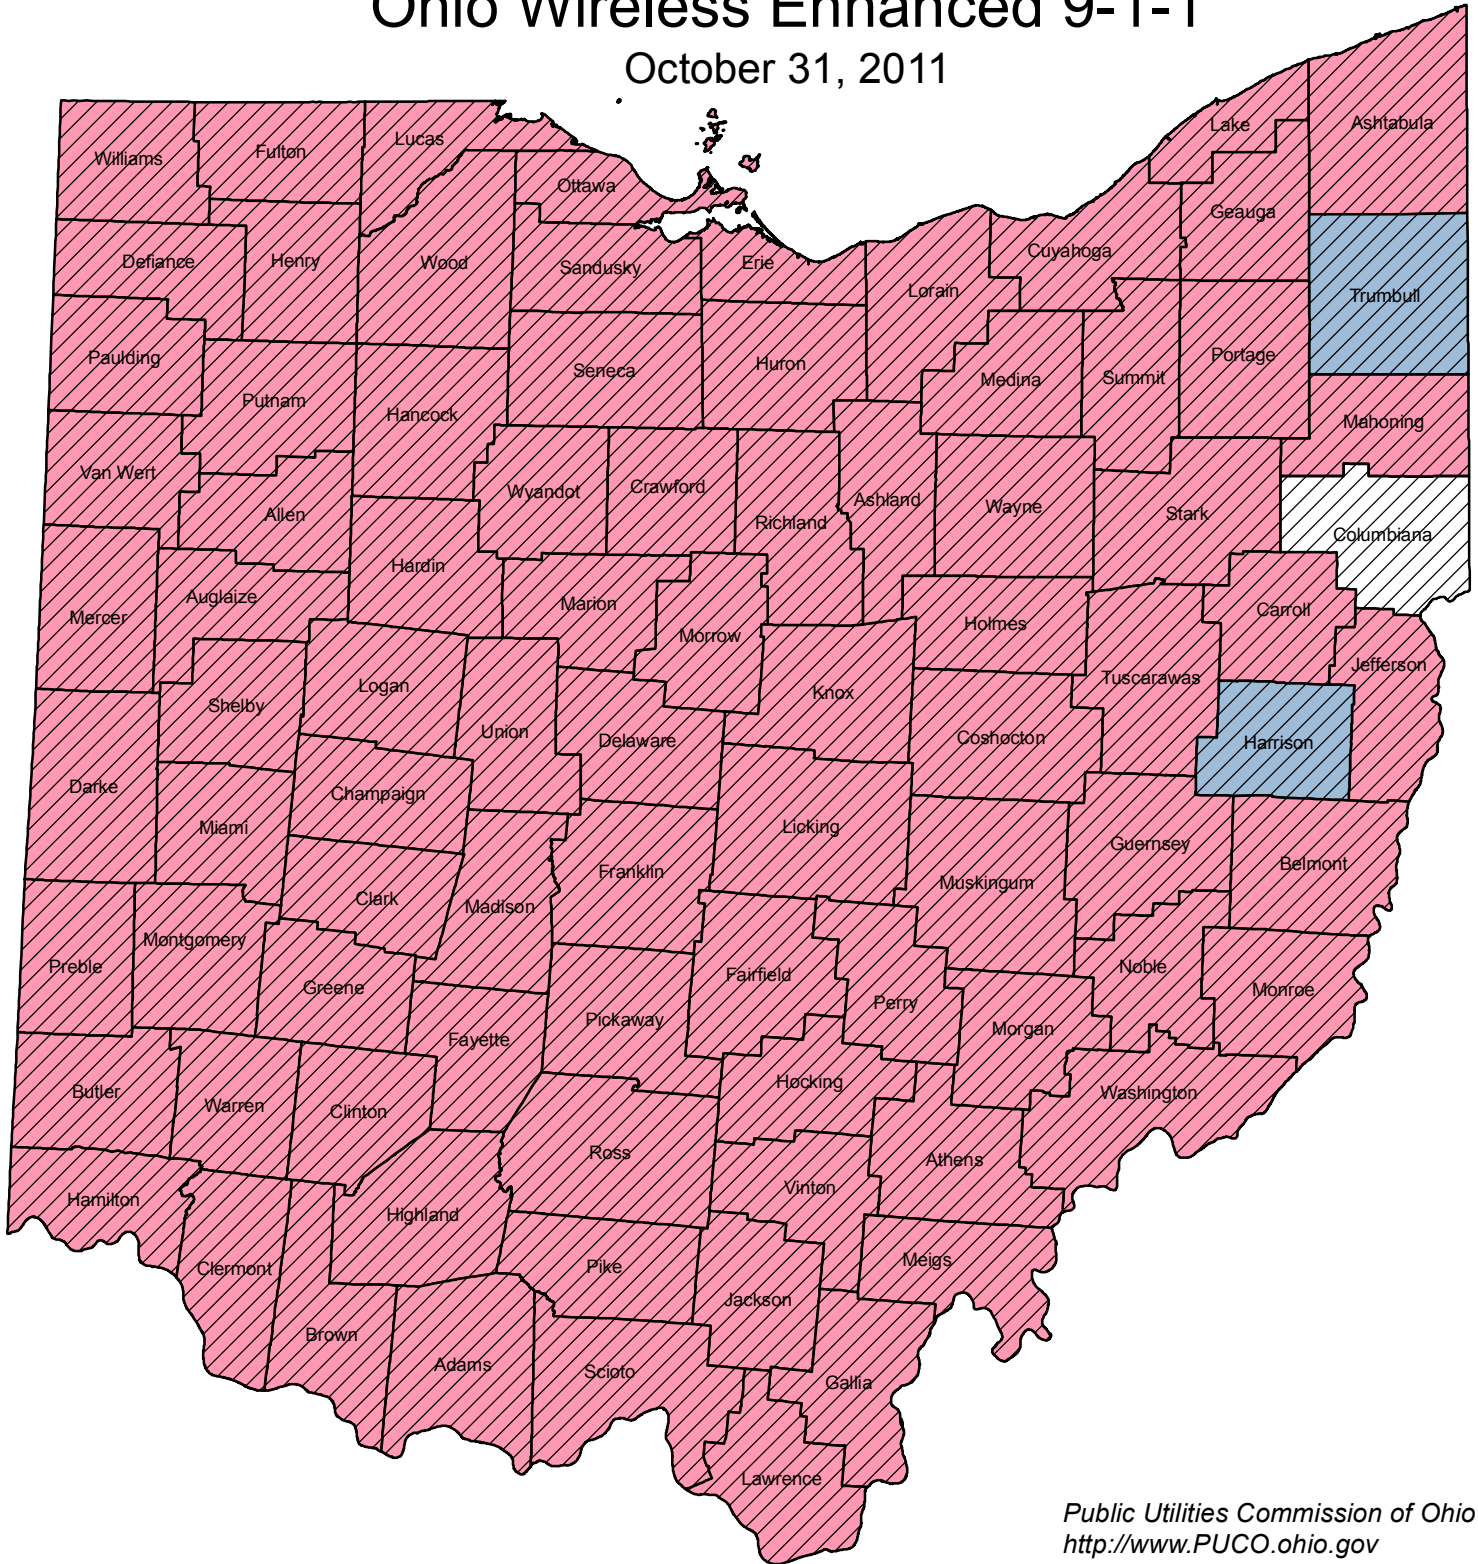 Ohio Wireless Enhanced 9-1-1
October 31, 2011
Williams
Fulton
Lucas
Ottawa
Lake
Ashtabula
Geauga
Cuyahoga
Defiance
Henry
Wood
Sandusky
Erie
Lorain
Trumbull
Paulding
Putnam
Hancock
Seneca
Huron
Medina
Summit
Portage
Mahoning
Van Wert
Allen
Wyandot
Crawford
Richland
Ashland
Wayne
Stark
Columbiana
Mercer
Auglaize
Hardin
Marion
Morrow
Holmes
Carroll
Jefferson
Shelby
Logan
Union
Delaware
Knox
Coshocton
Tuscarawas
Harrison
Darke
Miami
Champaign
Licking
Guernsey
Belmont
Clark
Madison
Franklin
Muskingum
Preble
Montgomery
Greene
Fayette
Pickaway
Fairfield
Perry
Morgan
Noble
Monroe
Butler
Warren
Clinton
Ross
Hocking
Athens
Washington
Hamilton
Clermont
Highland
Pike
Vinton
Meigs
Brown
Adams
Scioto
Jackson
Gallia
Lawrence
Public Utilities Commission of Ohio
http://www.PUCO.ohio.gov